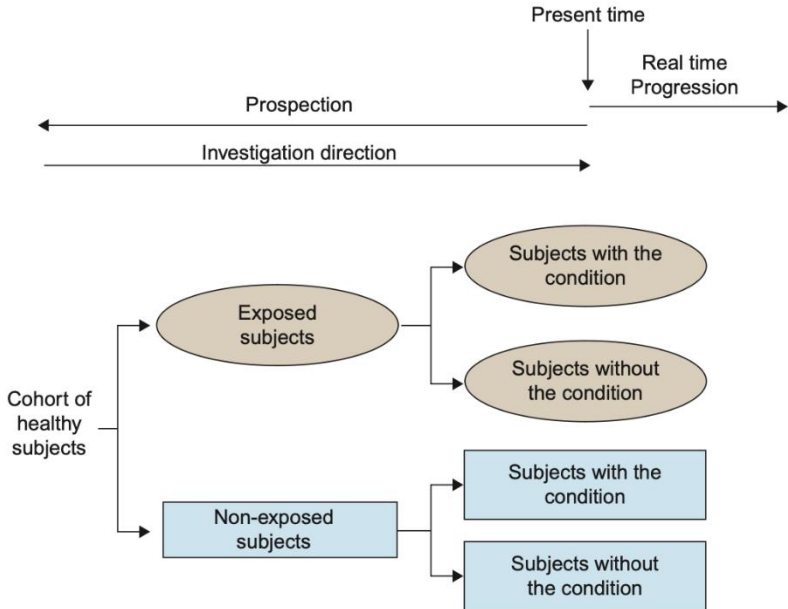 Present time
Real time
Progression
Prospection
Investigation direction
Subjects with the
condition
Exposed
subjects
Subjects without
the condition
Cohort of
healthy
subjects
Subjects with the
condition
Non-exposed
subjects
Subjects without
the condition